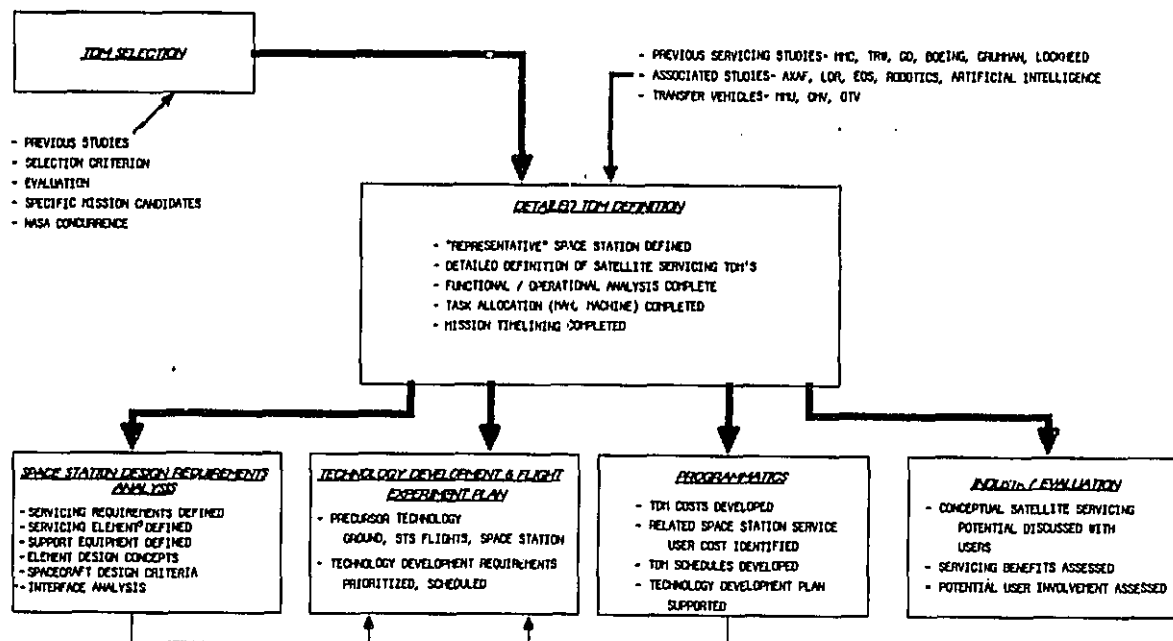 TDM SELECTION
- PREVIOUS STUDIES
- SELECTION CRITERION
- EVALUATION
- SPECIFIC MISSION CANDIDATES
- NASA CONCURRENCE
- PREVIOUS SERVICING STUDIES- MMC, TRW, GD, BOEING, GRUMMAN, LOCKHEED
- ASSOCIATED STUDIES- AXAF, LDR, EOS, ROBOTICS, ARTIFICIAL INTELLIGENCE
- TRANSFER VEHICLES- MMU, OMV, OTV
DETAILED TDM DEFINITION
- "REPRESENTATIVE" SPACE STATION DEFINED
- DETAILED DEFINITION OF SATELLITE SERVICING TDM'S
- FUNCTIONAL / OPERATIONAL ANALYSIS COMPLETE
- TASK ALLOCATION (MAN, MACHINE) COMPLETED
- MISSION TIMELINING COMPLETED
SPACE STATION DESIGN REQUIREMENTS
ANALYSIS
- SERVICING REQUIREMENTS DEFINED
- SERVICING ELEMENT DEFINED
- SUPPORT EQUIPMENT DEFINED
- ELEMENT DESIGN CONCEPTS
- SPACECRAFT DESIGN CRITERIA
- INTERFACE ANALYSIS
TECHNOLOGY DEVELOPMENT & FLIGHT
EXPERIMENT PLAN
- PRECURSOR TECHNOLOGY
GROUND, STS FLIGHTS, SPACE STATION
- TECHNOLOGY DEVELOPMENT REQUIREMENTS
PRIORITIZED, SCHEDULED
PROGRAMMATICS
- TDM COSTS DEVELOPED
- RELATED SPACE STATION SERVICE
USER COST IDENTIFIED
- TDM SCHEDULES DEVELOPED
- TECHNOLOGY DEVELOPMENT PLAN
SUPPORTED
INDUSTRY EVALUATION
- CONCEPTUAL SATELLITE SERVICING
POTENTIAL DISCUSSED WITH
USERS
- SERVICING BENEFITS ASSESSED
- POTENTIAL USER INVOLVEMENT ASSESSED